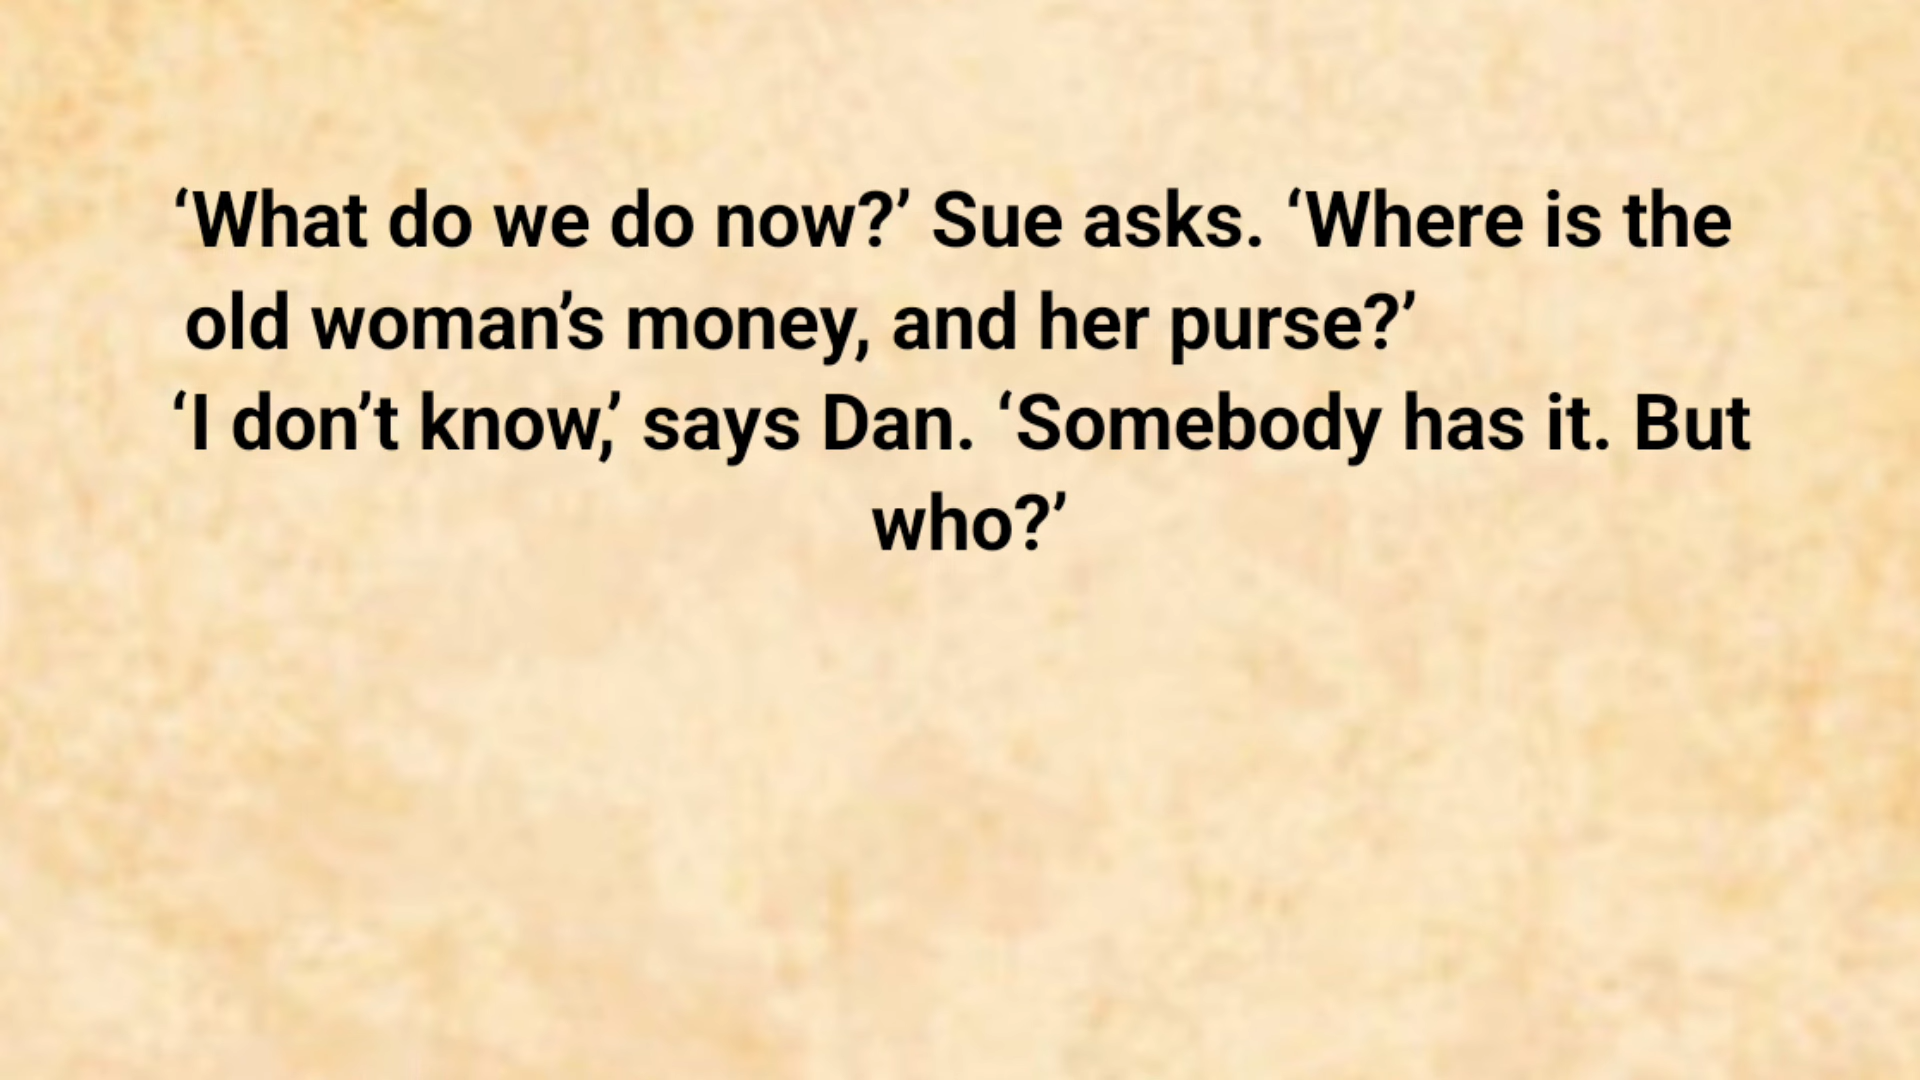 ‘What do we do now?’ Sue asks. ‘Where is the
old woman’s money, and her purse?’
‘I don’t know,’ says Dan. ‘Somebody has it. But
who?’